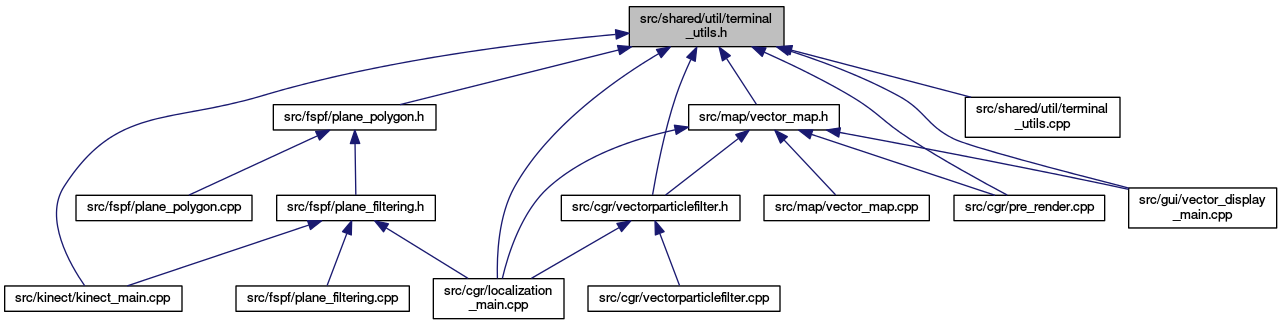 src/shared/util/terminal
_utils.h
src/fspf/plane_polygon.h
src/map/vector_map.h
src/shared/util/terminal
_utils.cpp
src/fspf/plane_polygon.cpp
src/fspf/plane_filtering.h
src/cgr/vectorparticlefilter.h
src/map/vector_map.cpp
src/cgr/pre_render.cpp
src/gui/vector_display
_main.cpp
src/kinect/kinect_main.cpp
src/fspf/plane_filtering.cpp
src/cgr/localization
_main.cpp
src/cgr/vectorparticlefilter.cpp